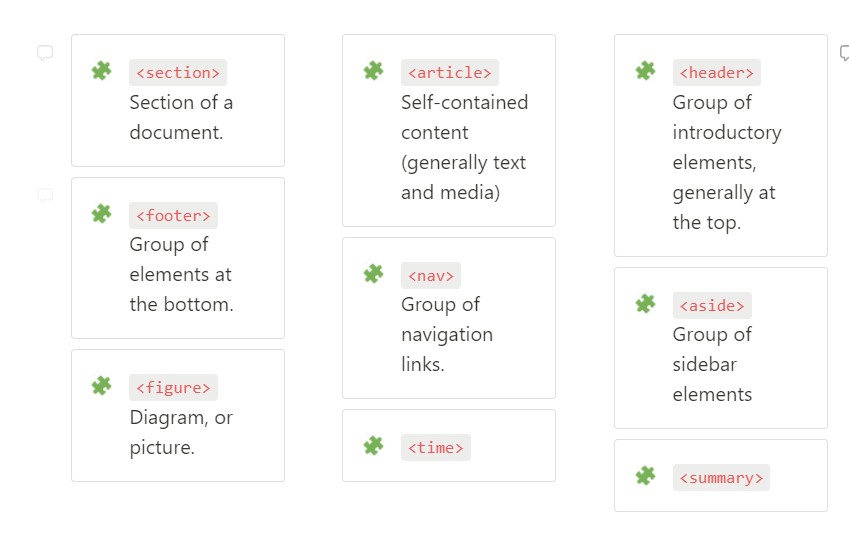 <section>
Section of a
document.
<footer>
Group of
elements at
the bottom.
<figure>
Diagram, or
picture.
<article>
Self-contained
content
(generally text
and media)
<nav>
Group of
navigation
links.
<time>
<header>
Group of
introductory
elements,
generally at
the top.
<aside>
Group of
sidebar
elements
<summary>